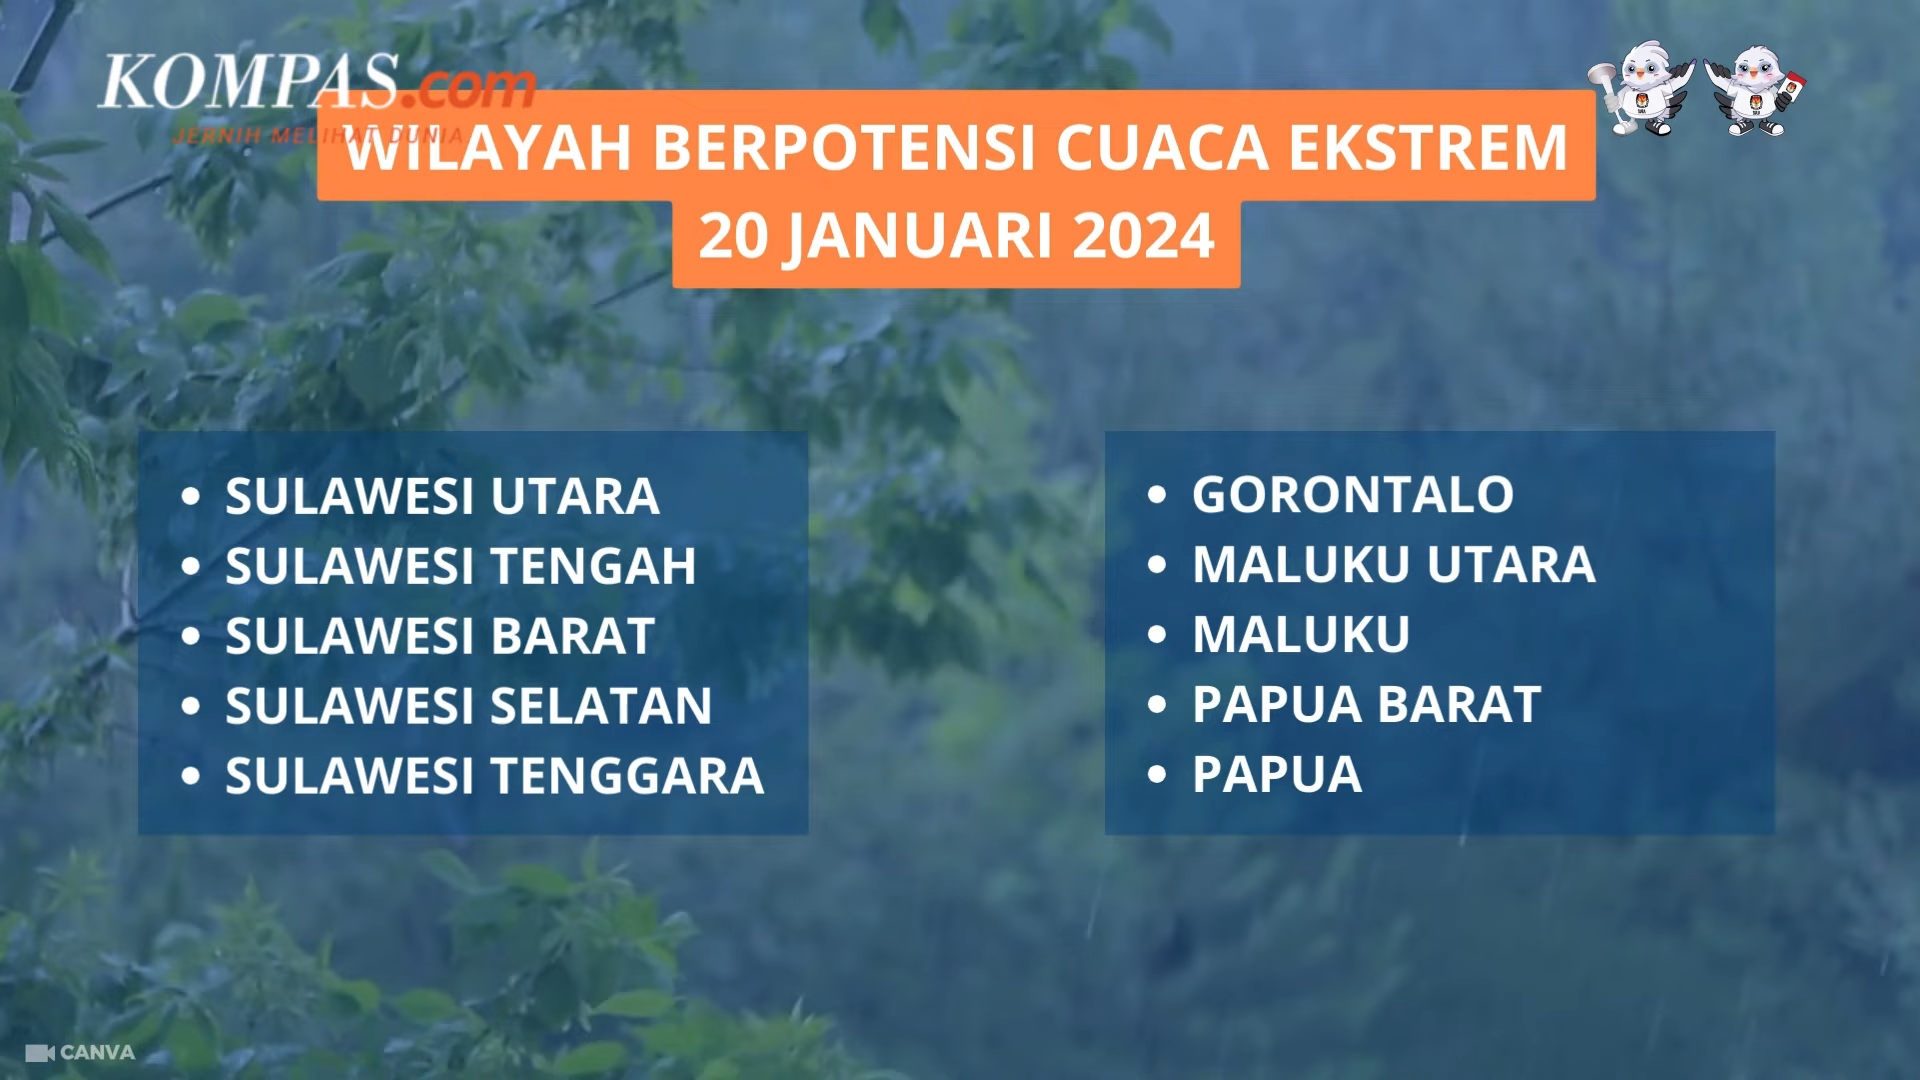 KOMPAS.com
JERNIH MELIHAT DUNIA
WILAYAH BERPOTENSI CUACA EKSTREM
20 JANUARI 2024
• SULAWESI UTARA
• SULAWESI TENGAH
• SULAWESI BARAT
• SULAWESI SELATAN
• SULAWESI TENGGARA
• GORONTALO
• MALUKU UTARA
• MALUKU
• PAPUA BARAT
• PAPUA
CANVA